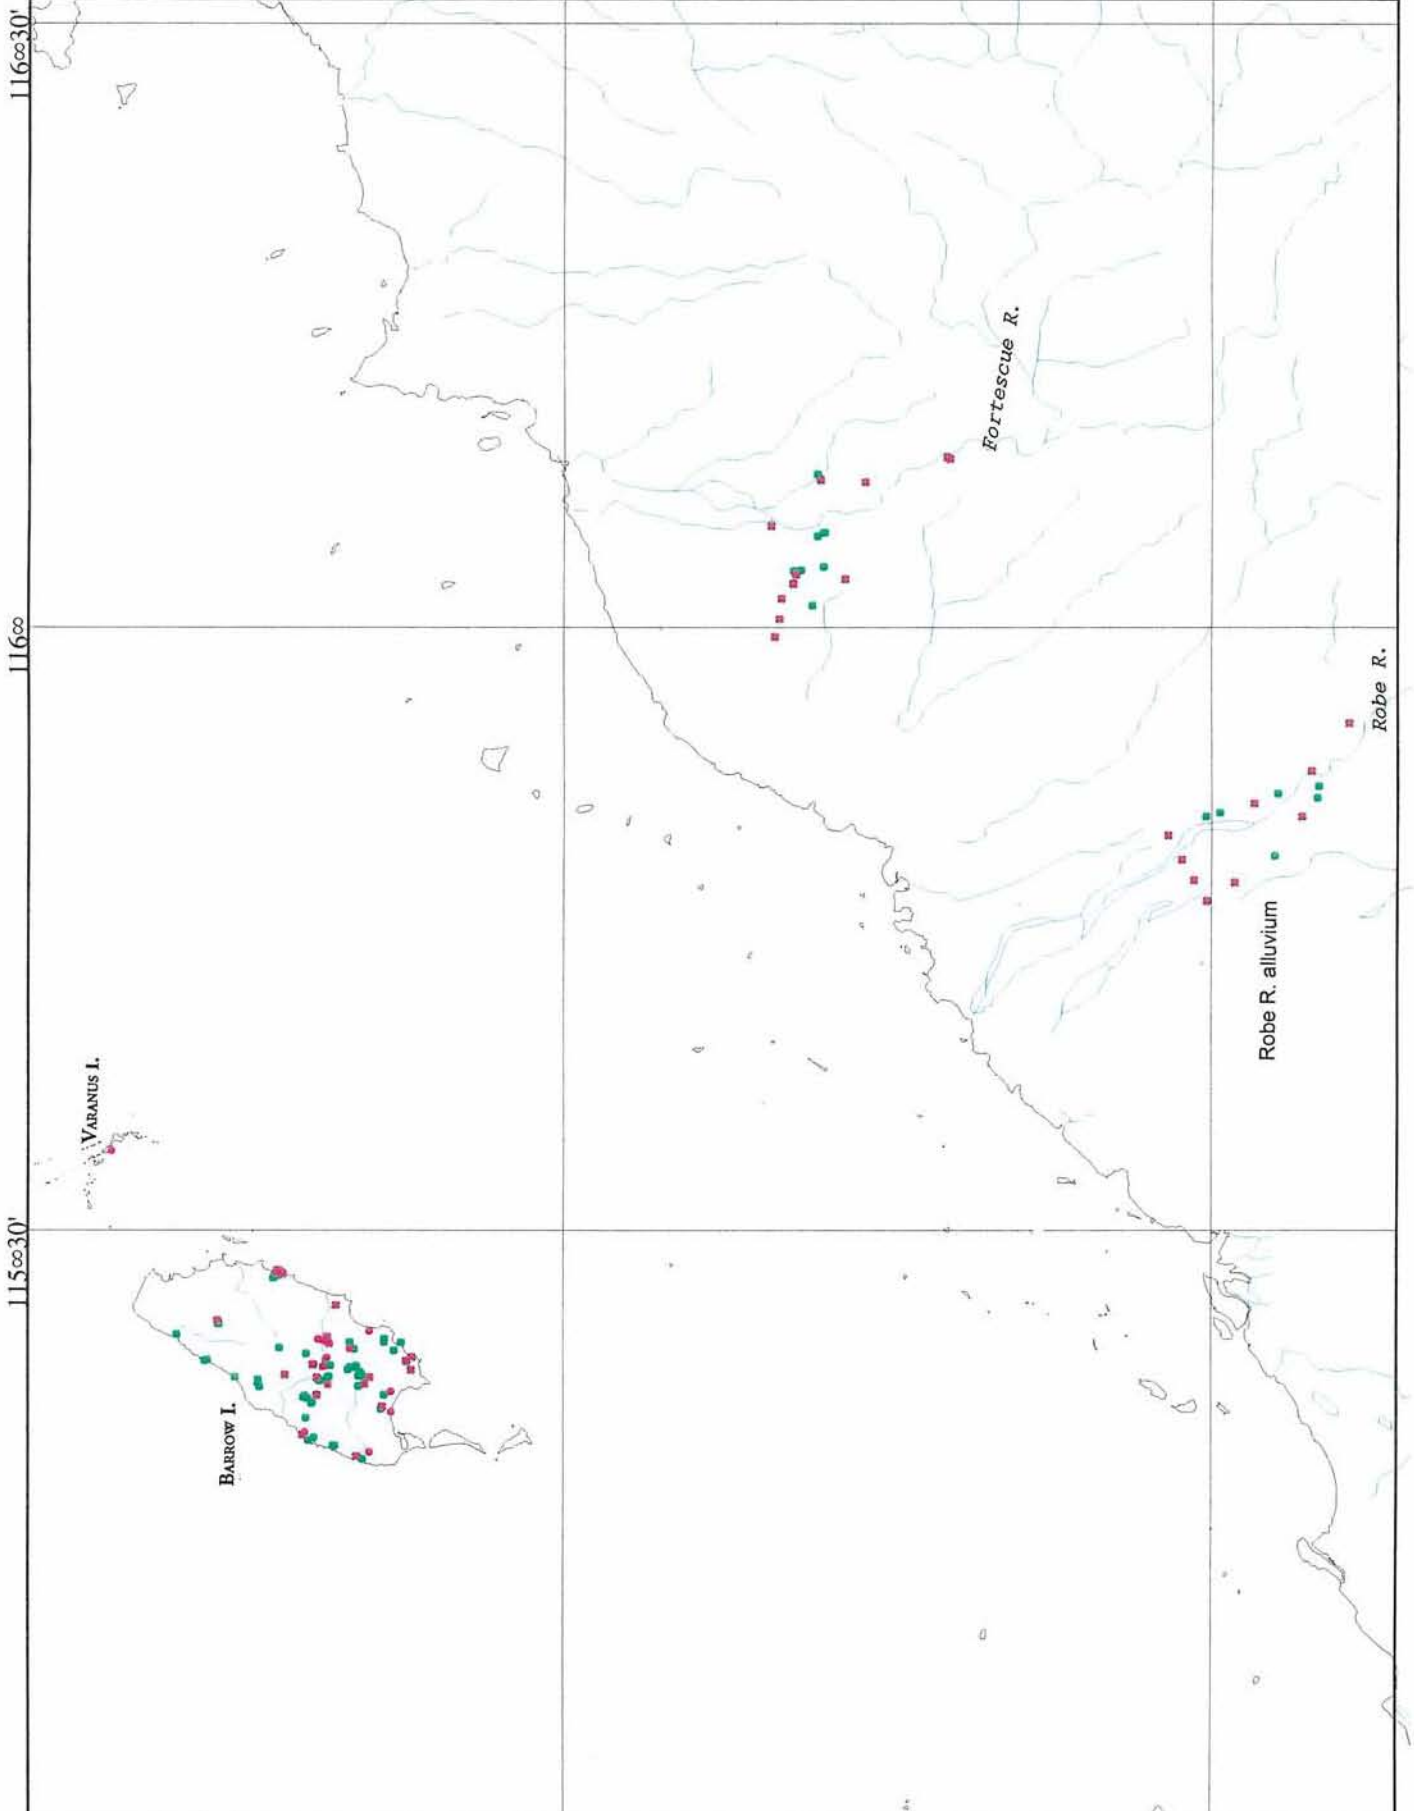 115∞30'
116∞
116∞30'
VARANUS I.
BARROW I.
Fortescue R.
Robe R. alluvium
Robe R.